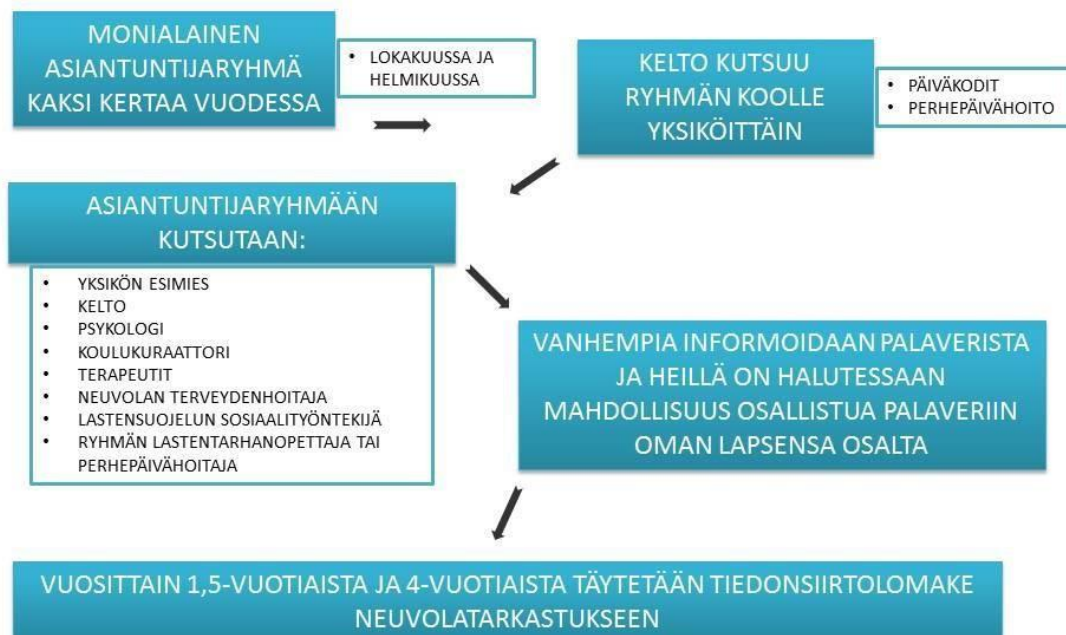 MONIALAINEN
ASIANTUNTIJARYHMÄ
KAKSI KERTAA VUODESSA
• LOKAKUUSSA JA
HELMIKUUSSA
KELTO KUTSUU
RYHMÄN KOOLLE
YKSIKÖITTÄIN
• PÄIVÄKODIT
• PERHEPÄIVÄHOITO
ASIANTUNTIJARYHMÄÄN
KUTSUTAAN:
• YKSIKÖN ESIMIES
• KELTO
• PSYKOLOGI
• KOULUKURAATTORI
• TERAPEUTIT
• NEUVOLAN TERVEYDENHOITAJA
• LASTENSUOJELUN SOSIAALITYÖNTEKIJÄ
• RYHMÄN LASTENTARHANOPETTAJA TAI
PERHEPÄIVÄHOITAJA
VANHEMPIA INFORMOIDAAN PALAVERISTA
JA HEILLÄ ON HALUTESSAAN
MAHDOLLISUUS OSALLISTUA PALAVERIIN
OMAN LAPSENSA OSALTA
VUOSITTAIN 1,5-VUOTIAISTA JA 4-VUOTIAISTA TÄYTETÄÄN TIEDONSIIRTOLOMAKE
NEUVOLATARKASTUKSEEN